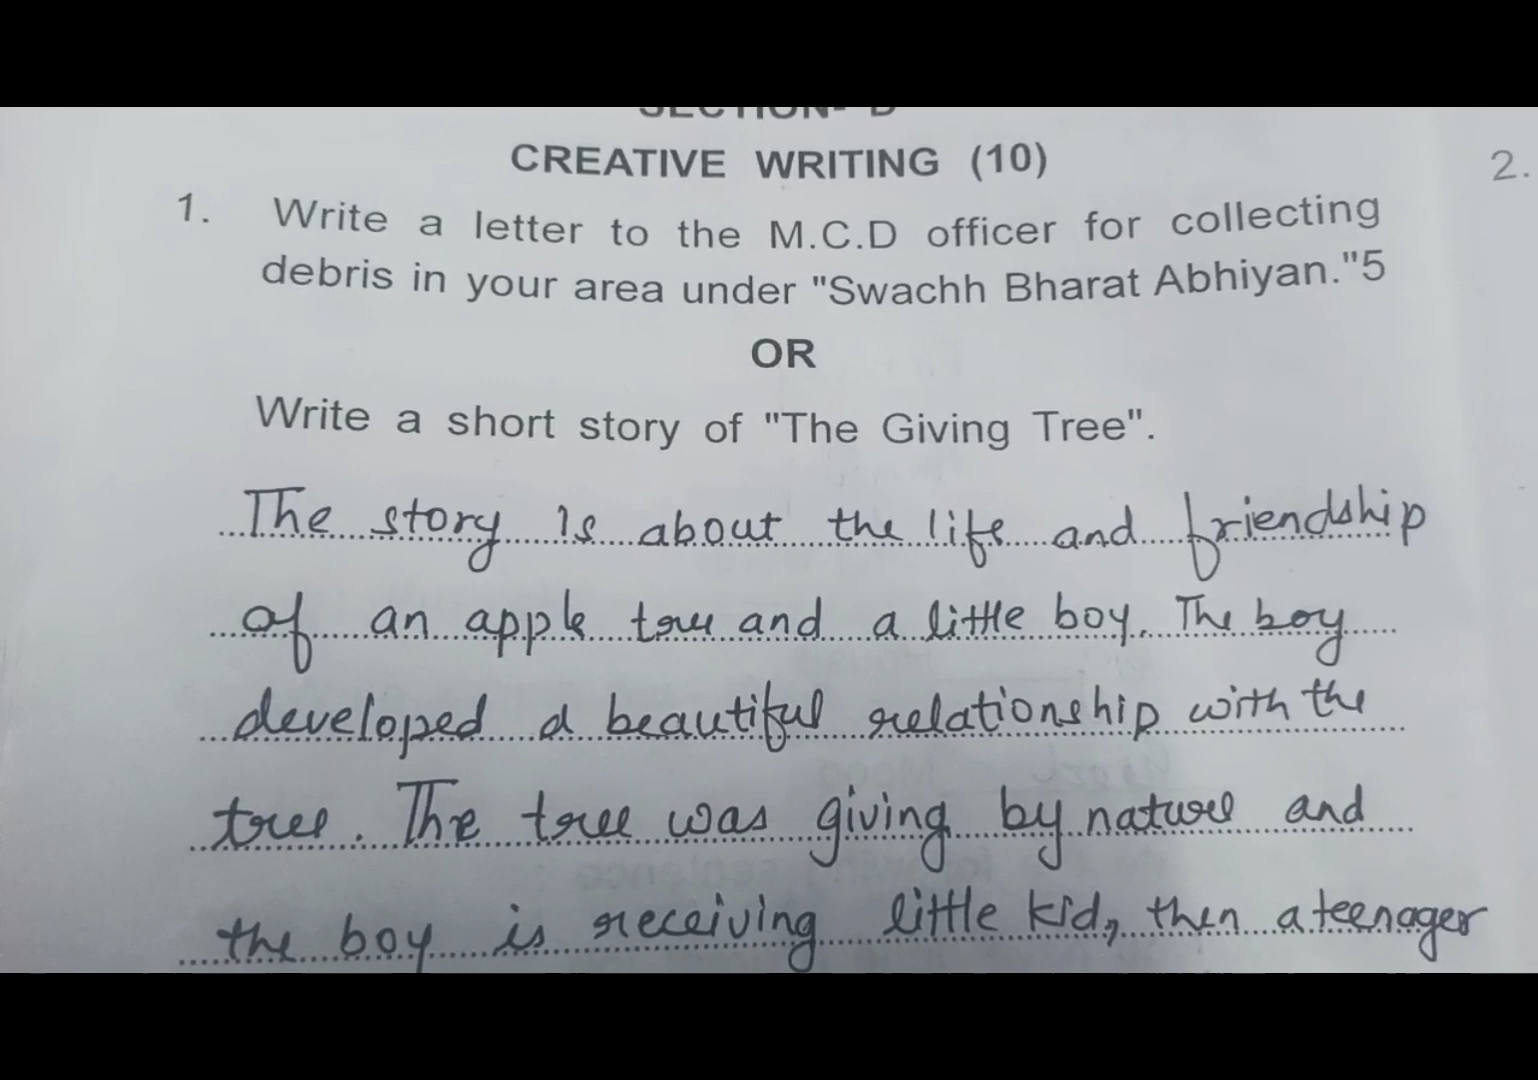 SECTION- D
CREATIVE WRITING (10)
1. Write a letter to the M.C.D officer for collecting
debris in your area under "Swachh Bharat Abhiyan."5
OR
Write a short story of "The Giving Tree".
The story is about the life and friendship
of an apple tree and a little boy. The boy
developed a beautiful relationship with the
tree. The tree was giving by nature and
the boy is receiving little kid, then a teenager
2.